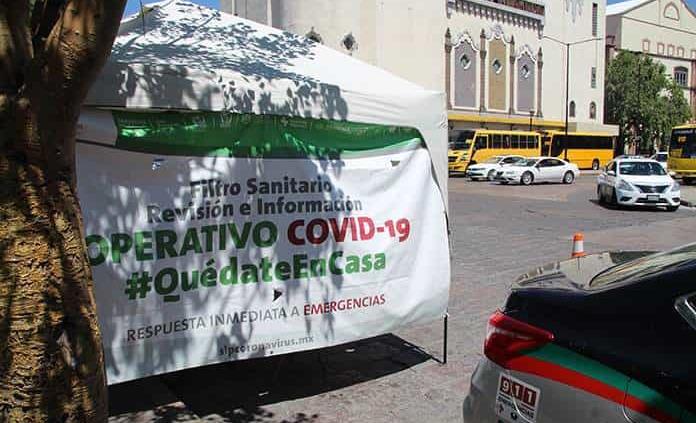 Filtro Sanitario
Revisión e Información
OPERATIVO COVID-19
#QuédateEnCasa
RESPUESTA INMEDIATA A EMERGENCIAS
slpcoronavirus.mx
911